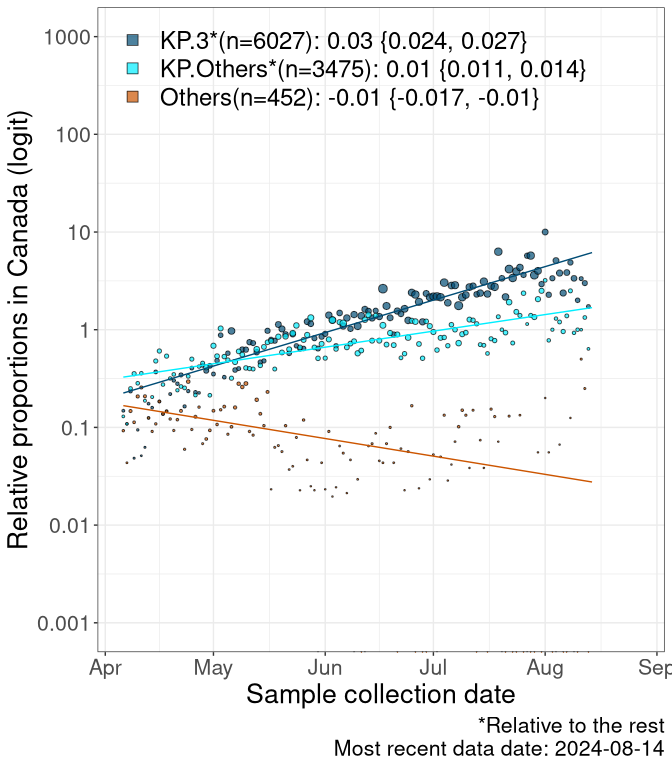 KP.3*(n=6027): 0.03 {0.024, 0.027}
KP.Others*(n=3475): 0.01 {0.011, 0.014}
Others(n=452): -0.01 {-0.017, -0.01}
Relative proportions in Canada (logit)
1000
100
10
1
0.1
0.01
0.001
Apr May Jun Jul Aug Sep
Sample collection date
*Relative to the rest
Most recent data date: 2024-08-14